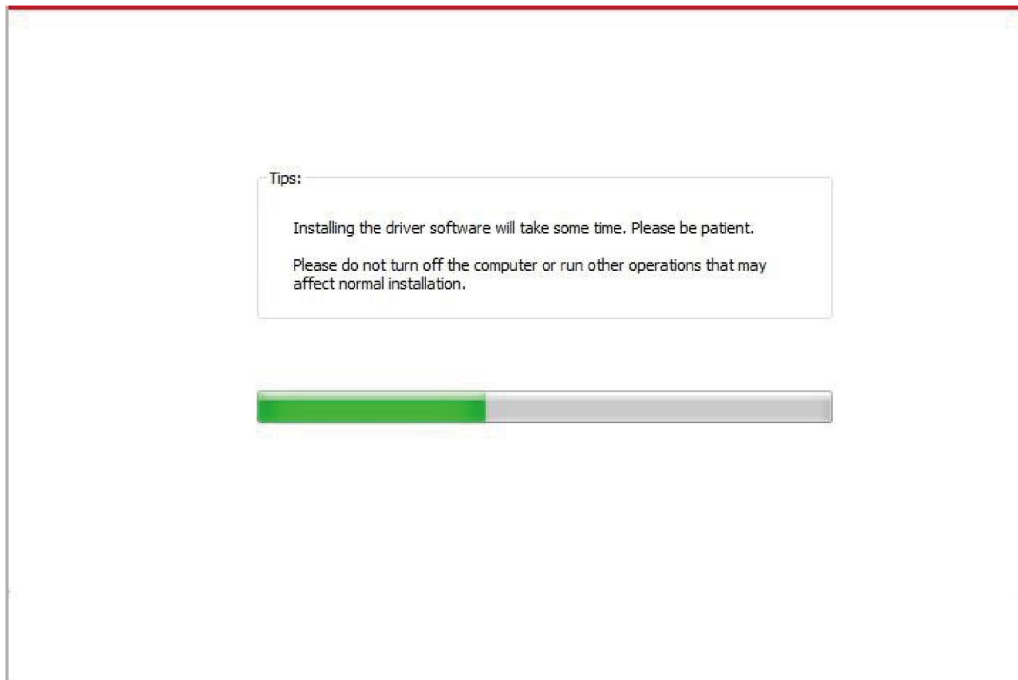 Tips:
Installing the driver software will take some time. Please be patient.
Please do not turn off the computer or run other operations that may
affect normal installation.